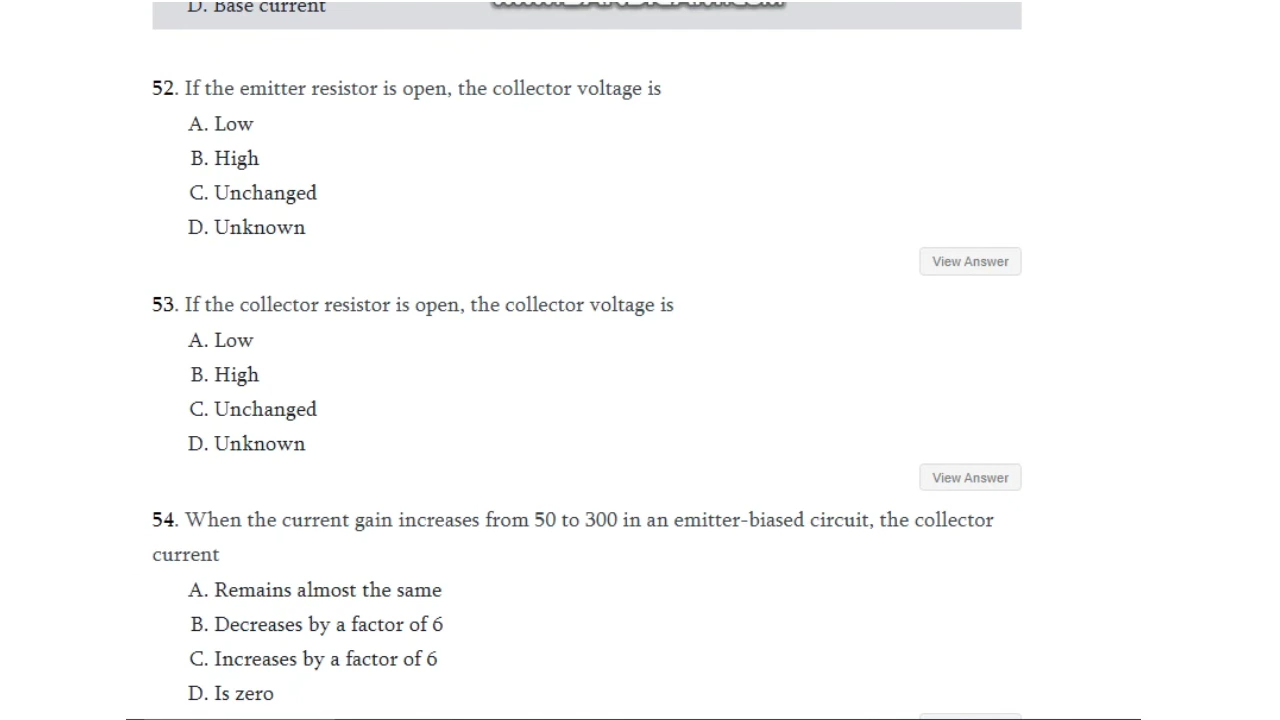 D. Base current
52. If the emitter resistor is open, the collector voltage is
A. Low
B. High
C. Unchanged
D. Unknown
View Answer
53. If the collector resistor is open, the collector voltage is
A. Low
B. High
C. Unchanged
D. Unknown
View Answer
54. When the current gain increases from 50 to 300 in an emitter-biased circuit, the collector
current
A. Remains almost the same
B. Decreases by a factor of 6
C. Increases by a factor of 6
D. Is zero